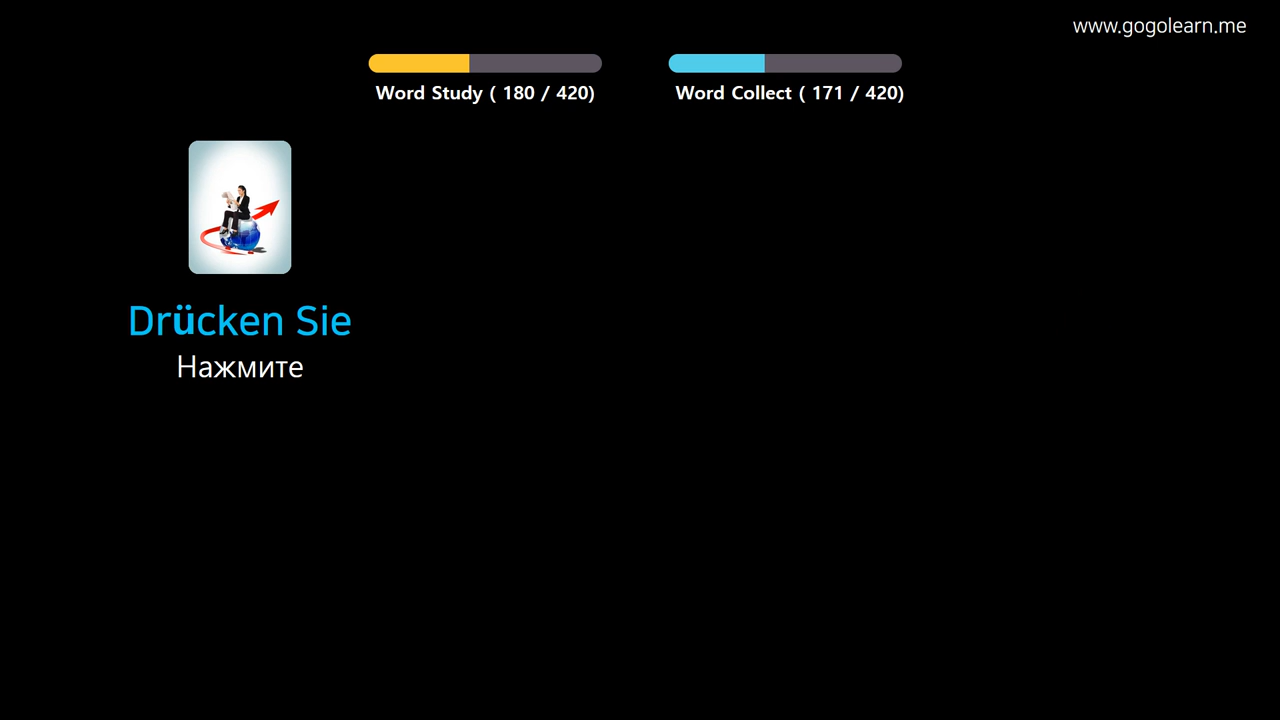 www.gogolearn.me
Word Study ( 180 / 420)
Word Collect ( 171 / 420)
Drücken Sie
Нажмите